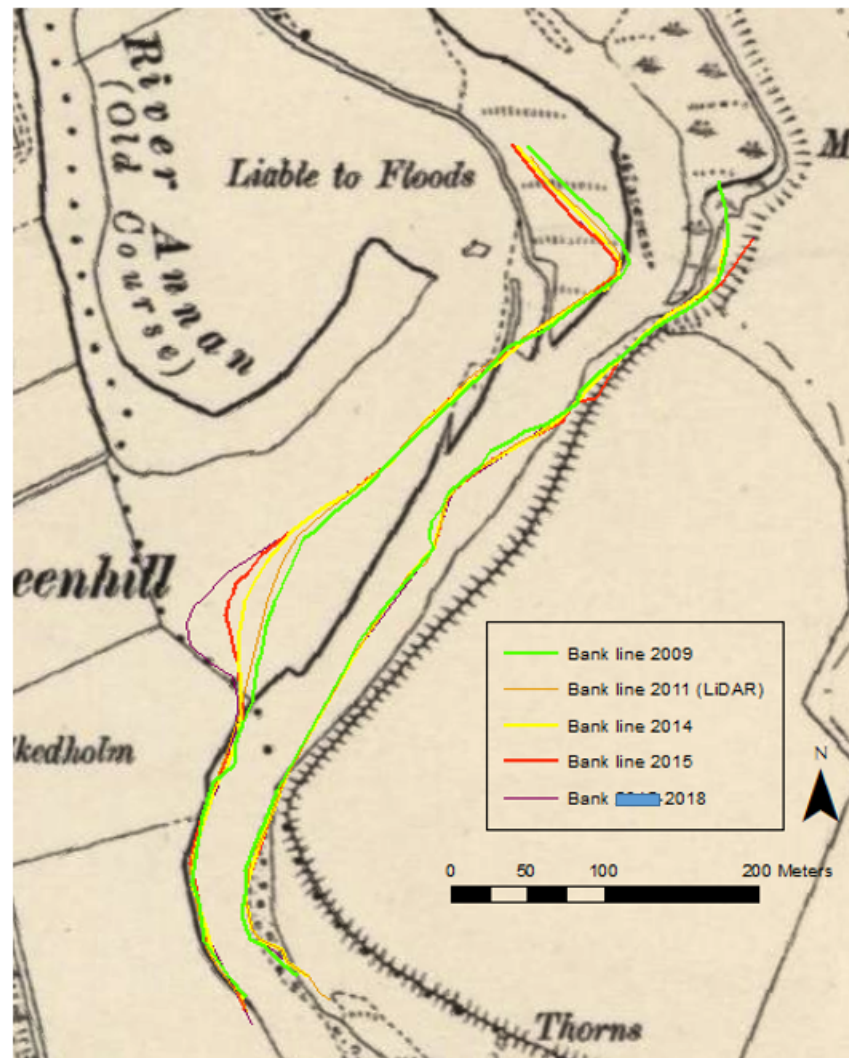 River Annan
(Old Course)
Liable to Floods
M
eenhill
kedholm
Bank line 2009
Bank line 2011 (LiDAR)
Bank line 2014
Bank line 2015
Bank 2018
N
0 50 100 200 Meters
Thorns